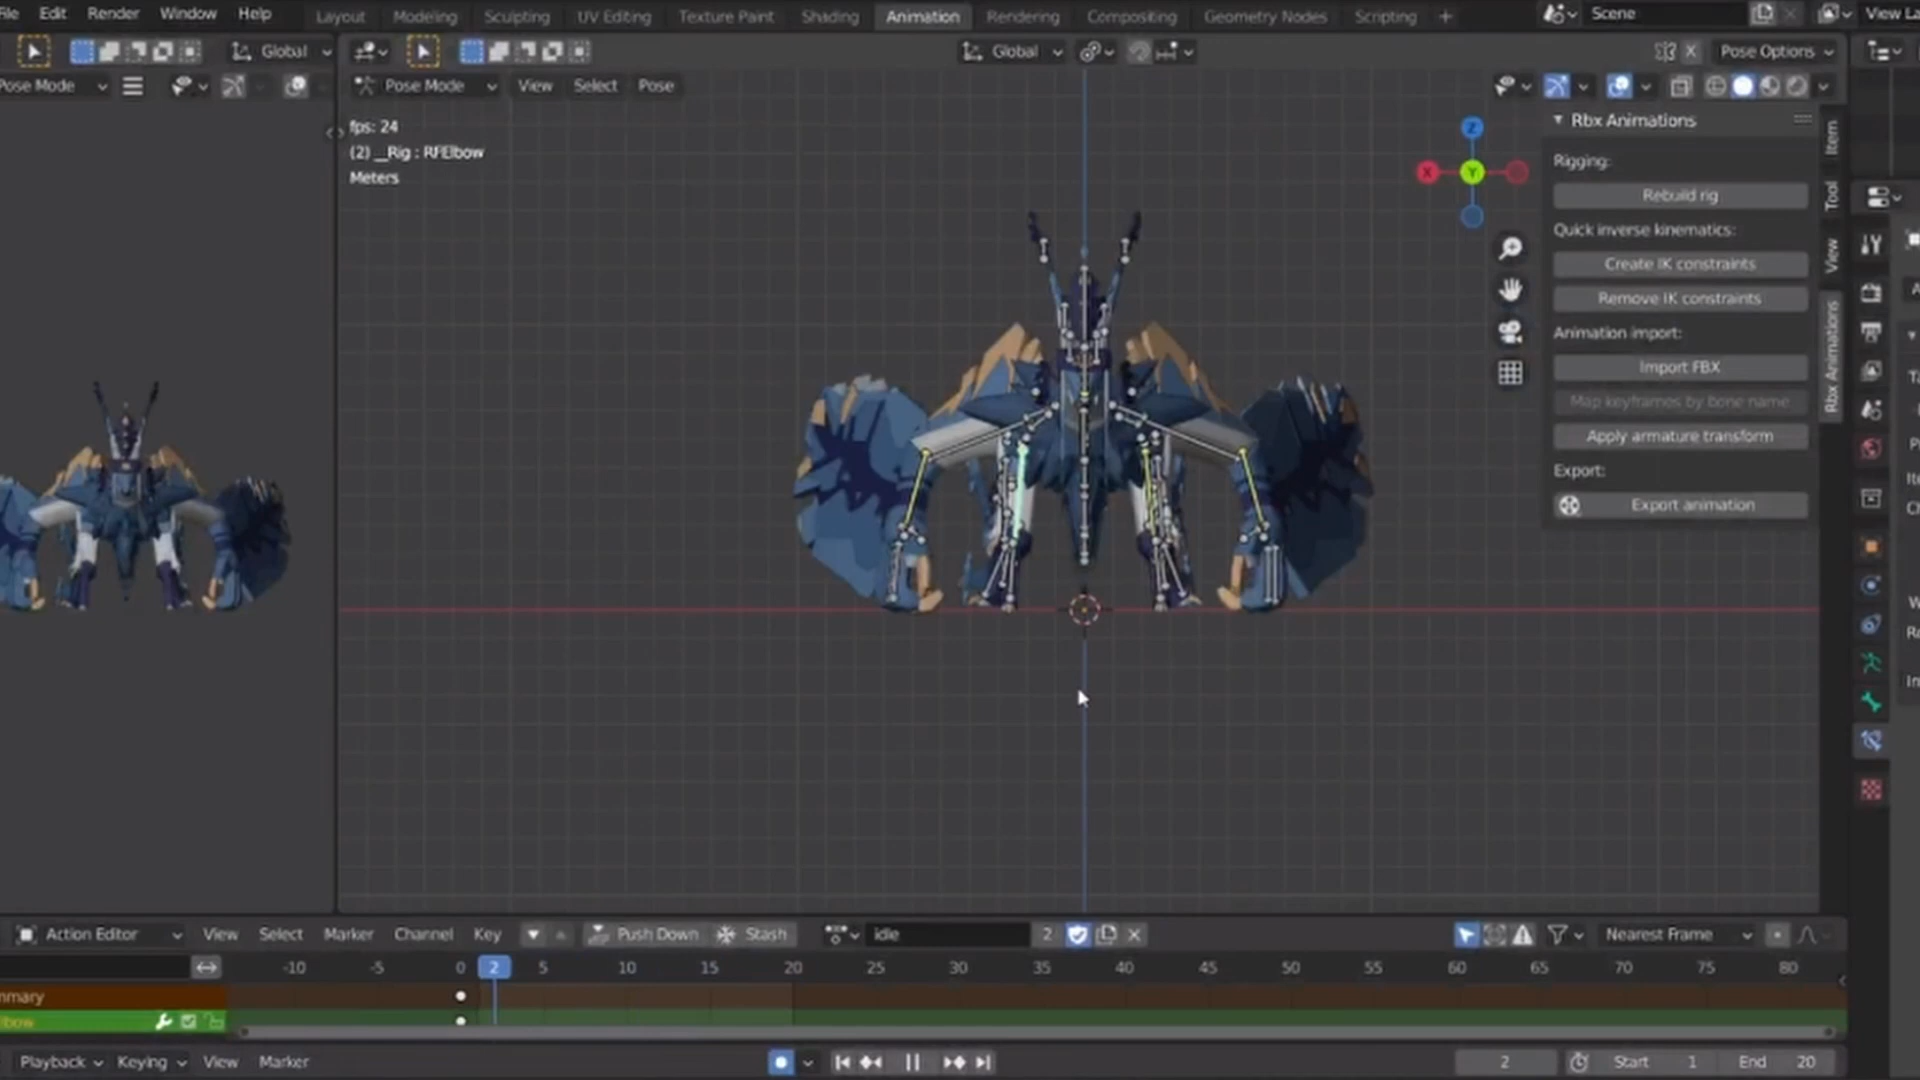 File Edit Render Window Help Layout Modeling Sculpting UV Editing Texture Paint Shading Animation Rendering Compositing Geometry Nodes Scripting + Scene View La
Global Global Pose Options
Pose Mode Pose Mode View Select Pose
fps: 24
(2) __Rig :
Meters
Z
X Y
Rbx Animations
Rigging:
Rebuild rig
Quick inverse kinematics:
Create IK constraints
Remove IK constraints
Animation import:
Import FBX
Map keyframes by bone name
Apply armature transform
Export:
Export animation
Item
Tool
View
Rbx Animations
Action Editor View Select Marker Channel Key Push Down Stash idle 2 Nearest Frame
-10 -5 0 2 5 10 15 20 25 30 35 40 45 50 55 60 65 70 75 80
mmary
lbow
Playback Keying View Marker 2 Start 1 End 20